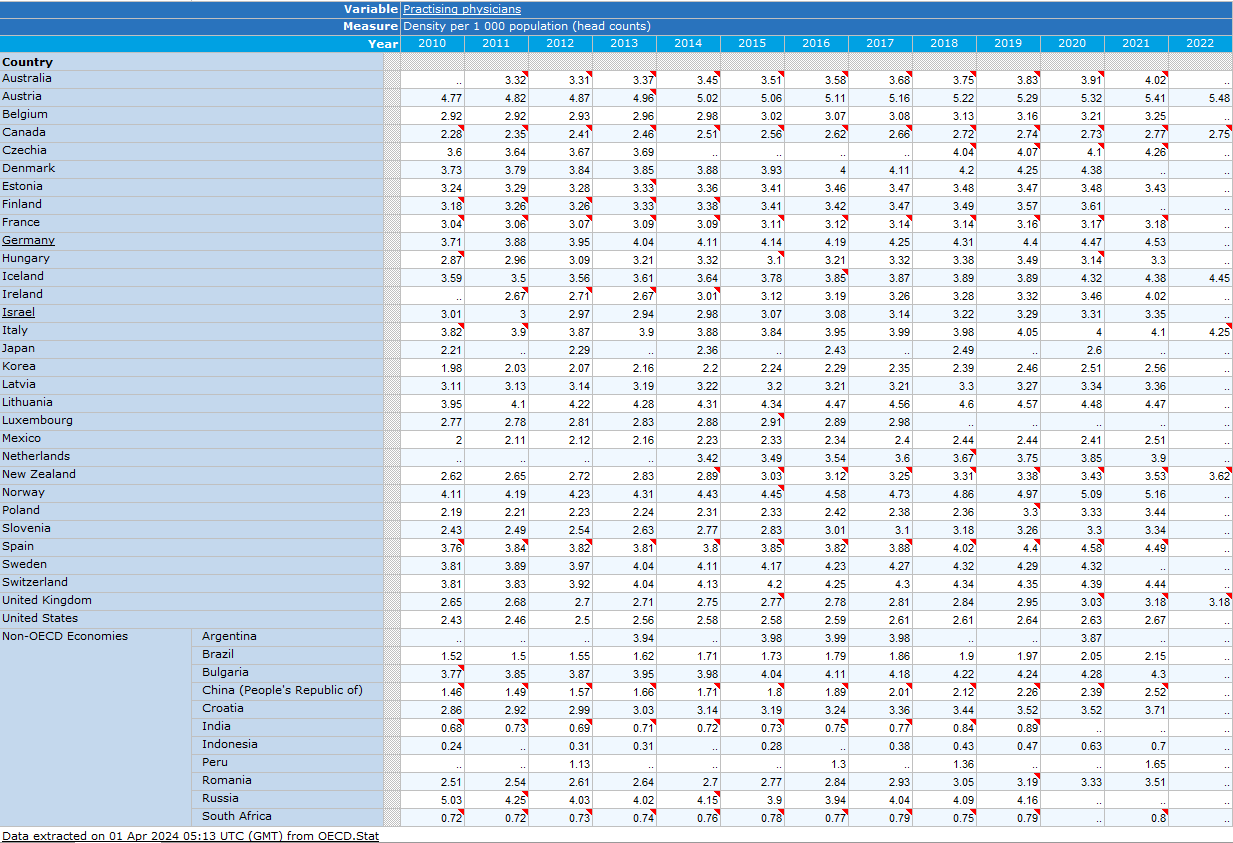 Variable Practising physicians
Measure Density per 1 000 population (head counts)
Year 2010 2011 2012 2013 2014 2015 2016 2017 2018 2019 2020 2021 2022
Country
Australia .. 3.32 3.31 3.37 3.45 3.51 3.58 3.68 3.75 3.83 3.91 4.02 ..
Austria 4.77 4.82 4.87 4.96 5.02 5.06 5.11 5.16 5.22 5.29 5.32 5.41 5.48
Belgium 2.92 2.92 2.93 2.96 2.98 3.02 3.07 3.08 3.13 3.16 3.21 3.25 ..
Canada 2.28 2.35 2.41 2.46 2.51 2.56 2.62 2.66 2.72 2.74 2.73 2.77 2.75
Czechia 3.6 3.64 3.67 3.69 .. .. .. .. 4.04 4.07 4.1 4.26 ..
Denmark 3.73 3.79 3.84 3.85 3.88 3.93 4 4.11 4.2 4.25 4.38 .. ..
Estonia 3.24 3.29 3.28 3.33 3.36 3.41 3.46 3.47 3.48 3.47 3.48 3.43 ..
Finland 3.18 3.26 3.26 3.33 3.38 3.41 3.42 3.47 3.49 3.57 3.61 .. ..
France 3.04 3.06 3.07 3.09 3.09 3.11 3.12 3.14 3.14 3.16 3.17 3.18 ..
Germany 3.71 3.88 3.95 4.04 4.11 4.14 4.19 4.25 4.31 4.4 4.47 4.53 ..
Hungary 2.87 2.96 3.09 3.21 3.32 3.1 3.21 3.32 3.38 3.49 3.14 3.3 ..
Iceland 3.59 3.5 3.56 3.61 3.64 3.78 3.85 3.87 3.89 3.89 4.32 4.38 4.45
Ireland .. 2.67 2.71 2.67 3.01 3.12 3.19 3.26 3.28 3.32 3.46 4.02 ..
Israel 3.01 3 2.97 2.94 2.98 3.07 3.08 3.14 3.22 3.29 3.31 3.35 ..
Italy 3.82 3.9 3.87 3.9 3.88 3.84 3.95 3.99 3.98 4.05 4 4.1 4.25
Japan 2.21 .. 2.29 .. 2.36 .. 2.43 .. 2.49 .. 2.6 .. ..
Korea 1.98 2.03 2.07 2.16 2.2 2.24 2.29 2.35 2.39 2.46 2.51 2.56 ..
Latvia 3.11 3.13 3.14 3.19 3.22 3.2 3.21 3.21 3.3 3.27 3.34 3.36 ..
Lithuania 3.95 4.1 4.22 4.28 4.31 4.34 4.47 4.56 4.6 4.57 4.48 4.47 ..
Luxembourg 2.77 2.78 2.81 2.83 2.88 2.91 2.89 2.98 .. .. .. .. ..
Mexico 2 2.11 2.12 2.16 2.23 2.33 2.34 2.4 2.44 2.44 2.41 2.51 ..
Netherlands .. .. .. .. 3.42 3.49 3.54 3.6 3.67 3.75 3.85 3.9 ..
New Zealand 2.62 2.65 2.72 2.83 2.89 3.03 3.12 3.25 3.31 3.38 3.43 3.53 3.62
Norway 4.11 4.19 4.23 4.31 4.43 4.45 4.58 4.73 4.86 4.97 5.09 5.16 ..
Poland 2.19 2.21 2.23 2.24 2.31 2.33 2.42 2.38 2.36 3.3 3.33 3.44 ..
Slovenia 2.43 2.49 2.54 2.63 2.77 2.83 3.01 3.1 3.18 3.26 3.3 3.34 ..
Spain 3.76 3.84 3.82 3.81 3.8 3.85 3.82 3.88 4.02 4.4 4.58 4.49 ..
Sweden 3.81 3.89 3.97 4.04 4.11 4.17 4.23 4.27 4.32 4.29 4.32 .. ..
Switzerland 3.81 3.83 3.92 4.04 4.13 4.2 4.25 4.3 4.34 4.35 4.39 4.44 ..
United Kingdom 2.65 2.68 2.7 2.71 2.75 2.77 2.78 2.81 2.84 2.95 3.03 3.18 3.18
United States 2.43 2.46 2.5 2.56 2.58 2.58 2.59 2.61 2.61 2.64 2.63 2.67 ..
Non-OECD Economies Argentina .. .. .. 3.94 .. 3.98 3.99 3.98 .. .. 3.87 .. ..
Brazil 1.52 1.5 1.55 1.62 1.71 1.73 1.79 1.86 1.9 1.97 2.05 2.15 ..
Bulgaria 3.77 3.85 3.87 3.95 3.98 4.04 4.11 4.18 4.22 4.24 4.28 4.3 ..
China (People's Republic of) 1.46 1.49 1.57 1.66 1.71 1.8 1.89 2.01 2.12 2.26 2.39 2.52 ..
Croatia 2.86 2.92 2.99 3.03 3.14 3.19 3.24 3.36 3.44 3.52 3.52 3.71 ..
India 0.68 0.73 0.69 0.71 0.72 0.73 0.75 0.77 0.84 0.89 .. .. ..
Indonesia 0.24 .. 0.31 0.31 .. 0.28 .. 0.38 0.43 0.47 0.63 0.7 ..
Peru .. .. 1.13 .. .. .. 1.3 .. 1.36 .. .. 1.65 ..
Romania 2.51 2.54 2.61 2.64 2.7 2.77 2.84 2.93 3.05 3.19 3.33 3.51 ..
Russia 5.03 4.25 4.03 4.02 4.15 3.9 3.94 4.04 4.09 4.16 .. .. ..
South Africa 0.72 0.72 0.73 0.74 0.76 0.78 0.77 0.79 0.75 0.79 .. 0.8 ..
Data extracted on 01 Apr 2024 05:13 UTC (GMT) from OECD.Stat